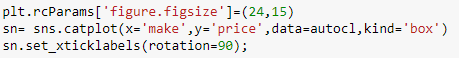 plt.rcParams['figure.figsize']=(24,15)
sn= sns.catplot(x='make',y='price',data=autocl,kind='box')
sn.set_xticklabels(rotation=90);